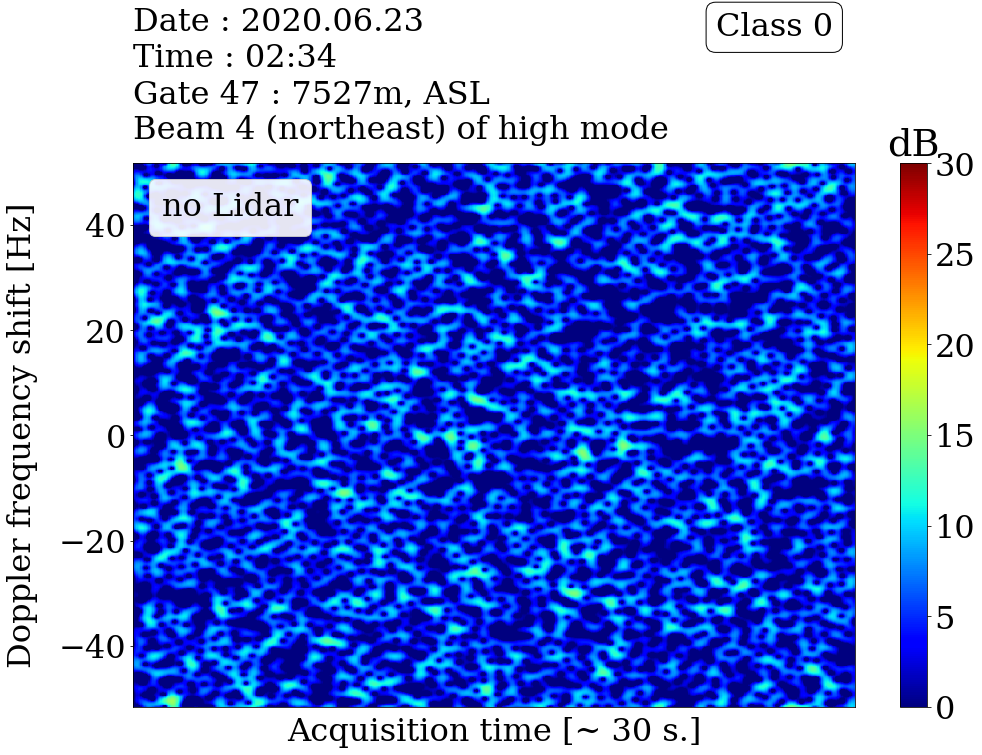 Date : 2020.06.23
Time : 02:34
Gate 47 : 7527m, ASL
Beam 4 (northeast) of high mode
Class 0
dB
no Lidar
Doppler frequency shift [Hz]
40
20
0
−20
−40
Acquisition time [~ 30 s.]
30
25
20
15
10
5
0